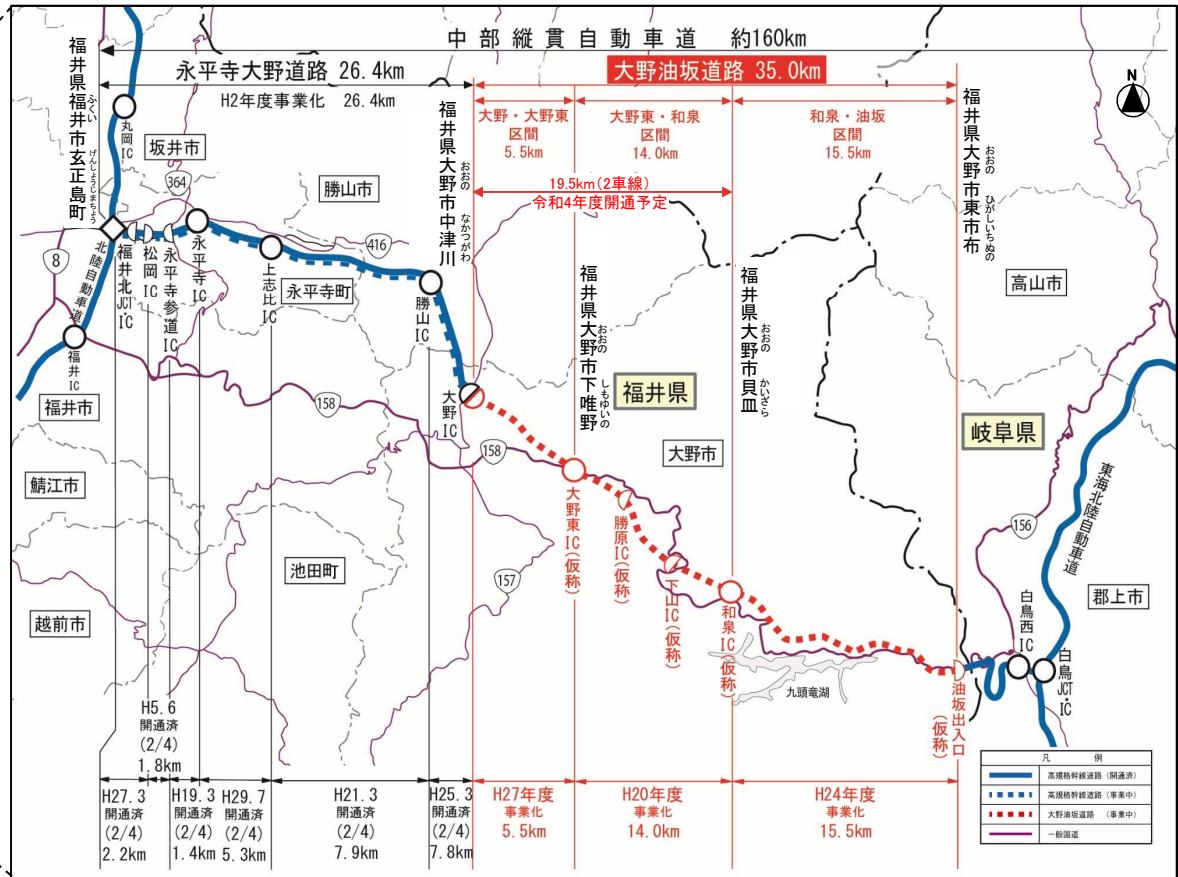 中部縦貫自動車道　約160km
永平寺大野道路 26.4km
大野油坂道路 35.0km
H2年度事業化　26.4km
大野・大野東
区間
5.5km
大野東・和泉
区間
14.0km
和泉・油坂
区間
15.5km
19.5km(2車線)
令和4年度開通予定
N
福井県福井市玄正島町
ふくい
げんしょうじまちょう
福井県大野市中津川
おおの
なかつがわ
福井県大野市下唯野
おおの
しもゆいの
福井県大野市貝皿
おおの
かいざら
福井県大野市東市布
おおの
ひがしいちぬの
丸岡IC
坂井市
364
勝山市
416
8
北陸自動車道
福井北JCT・IC
松岡IC
永平寺参道IC
永平寺IC
上志比IC
永平寺町
勝山IC
福井IC
福井市
158
大野IC
158
福井県
大野市
高山市
岐阜県
鯖江市
池田町
157
越前市
大野東IC(仮称)
勝原IC(仮称)
下山IC(仮称)
和泉IC(仮称)
九頭竜湖
油坂出入口
(仮称)
156
東海北陸自動車道
郡上市
白鳥西IC
白鳥JCT・IC
H27.3
開通済
(2/4)
2.2km
H5.6
開通済
(2/4)
1.8km
H19.3
開通済
(2/4)
1.4km
H29.7
開通済
(2/4)
5.3km
H21.3
開通済
(2/4)
7.9km
H25.3
開通済
(2/4)
7.8km
H27年度
事業化
5.5km
H20年度
事業化
14.0km
H24年度
事業化
15.5km
凡　例
高規格幹線道路（開通済）
高規格幹線道路（事業中）
大野油坂道路　（事業中）
一般国道